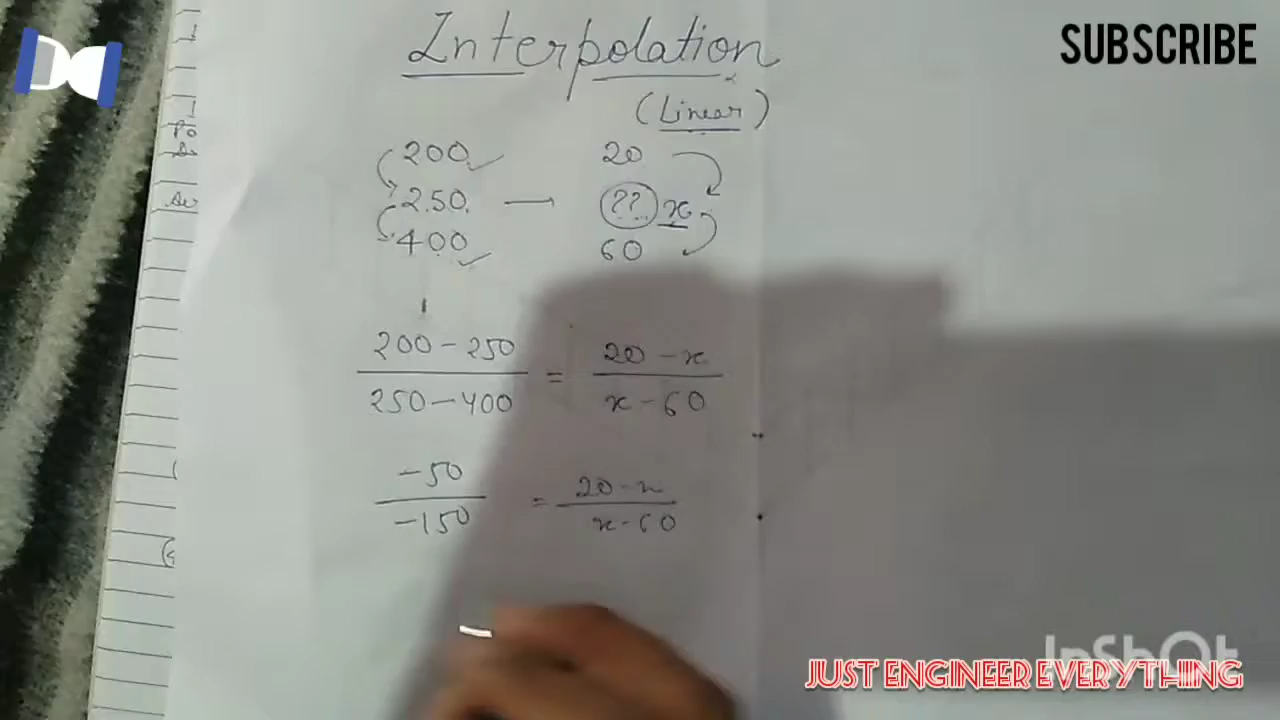 SUBSCRIBE
Interpolation
(Linear)
200 20
250 — ?? x
400 60
200 - 250 / 250 - 400 = 20 - x / x - 60
-50 / -150 = 20 - x / x - 60
InShOt
JUST ENGINEER EVERYTHING